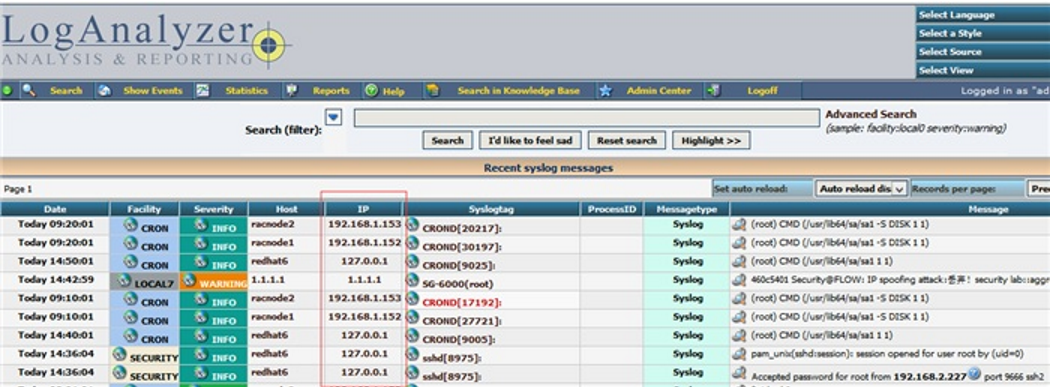 LogAnalyzer
ANALYSIS & REPORTING
Select Language
Select a Style
Select Source
Select View
Search Show Events Statistics Reports Help Search in Knowledge Base Admin Center Logoff Logged in as "ad
Search (filter): Advanced Search
(sample: facility:local0 severity:warning)
Search I'd like to feel sad Reset search Highlight >>
Recent syslog messages
Page 1 Set auto reload: Auto reload dis Records per page: Pre
Date Facility Severity Host IP Syslogtag ProcessID Messagetype Message
Today 09:20:01 CRON INFO racnode2 192.168.1.153 CROND[20217]: Syslog (root) CMD (/usr/lib64/sa/sa1 -S DISK 1 1)
Today 09:20:01 CRON INFO racnode1 192.168.1.152 CROND[30197]: Syslog (root) CMD (/usr/lib64/sa/sa1 -S DISK 1 1)
Today 14:50:01 CRON INFO redhat6 127.0.0.1 CROND[9025]: Syslog (root) CMD (/usr/lib64/sa/sa1 1 1)
Today 14:42:59 LOCAL7 WARNING 1.1.1.1 1.1.1.1 SG-6000(root) Syslog 460c5401 Security@FLOW: IP spoofing attack: security lab::aggr
Today 09:10:01 CRON INFO racnode2 192.168.1.153 CROND[17192]: Syslog (root) CMD (/usr/lib64/sa/sa1 -S DISK 1 1)
Today 09:10:01 CRON INFO racnode1 192.168.1.152 CROND[27721]: Syslog (root) CMD (/usr/lib64/sa/sa1 -S DISK 1 1)
Today 14:40:01 CRON INFO redhat6 127.0.0.1 CROND[9005]: Syslog (root) CMD (/usr/lib64/sa/sa1 1 1)
Today 14:36:04 SECURITY INFO redhat6 127.0.0.1 sshd[8975]: Syslog pam_unix(sshd:session): session opened for user root by (uid=0)
Today 14:36:04 SECURITY INFO redhat6 127.0.0.1 sshd[8975]: Syslog Accepted password for root from 192.168.2.227 port 9666 ssh2